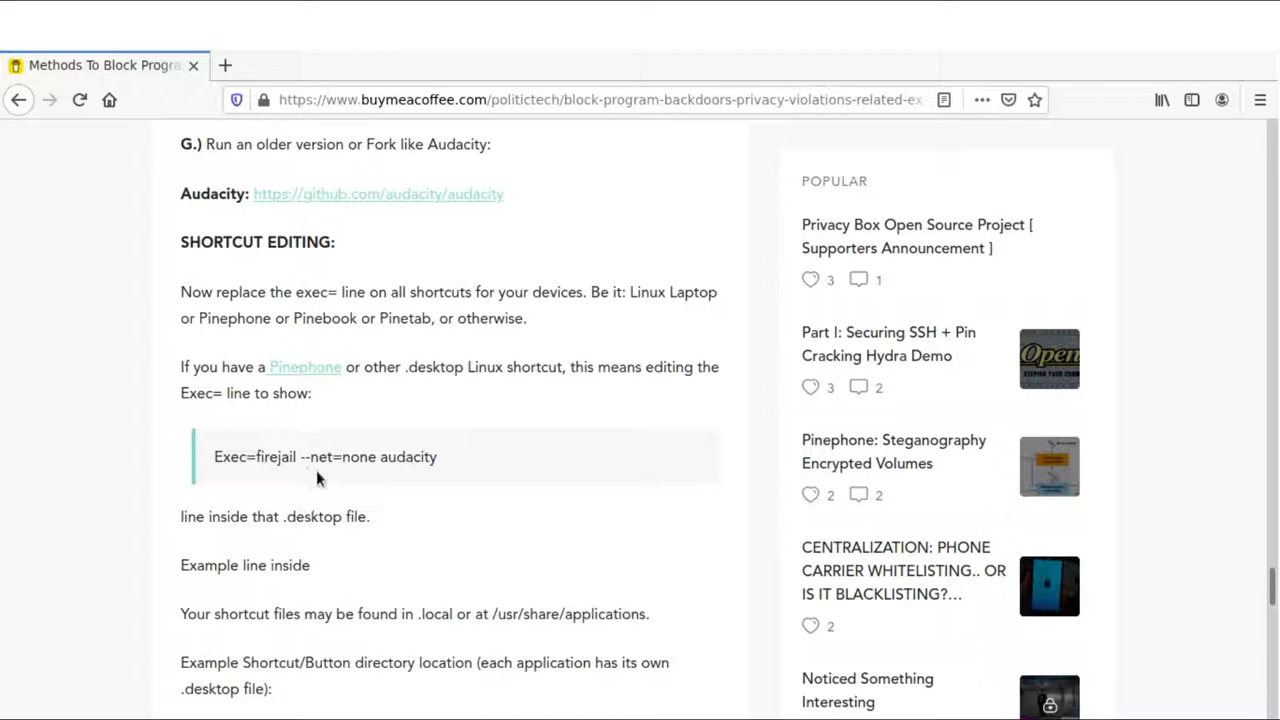 Methods To Block Progra
https://www.buymeacoffee.com/politictech/block-program-backdoors-privacy-violations-related-ex-
G.) Run an older version or Fork like Audacity:
Audacity: https://github.com/audacity/audacity
SHORTCUT EDITING:
Now replace the exec= line on all shortcuts for your devices. Be it: Linux Laptop
or Pinephone or Pinebook or Pinetab, or otherwise.
If you have a Pinephone or other .desktop Linux shortcut, this means editing the
Exec= line to show:
Exec=firejail --net=none audacity
line inside that .desktop file.
Example line inside
Your shortcut files may be found in .local or at /usr/share/applications.
Example Shortcut/Button directory location (each application has its own
.desktop file):
POPULAR
Privacy Box Open Source Project [
Supporters Announcement ]
3 1
Part I: Securing SSH + Pin
Cracking Hydra Demo
Open
3 2
Pinephone: Steganography
Encrypted Volumes
2 2
CENTRALIZATION: PHONE
CARRIER WHITELISTING.. OR
IS IT BLACKLISTING?...
2
Noticed Something
Interesting